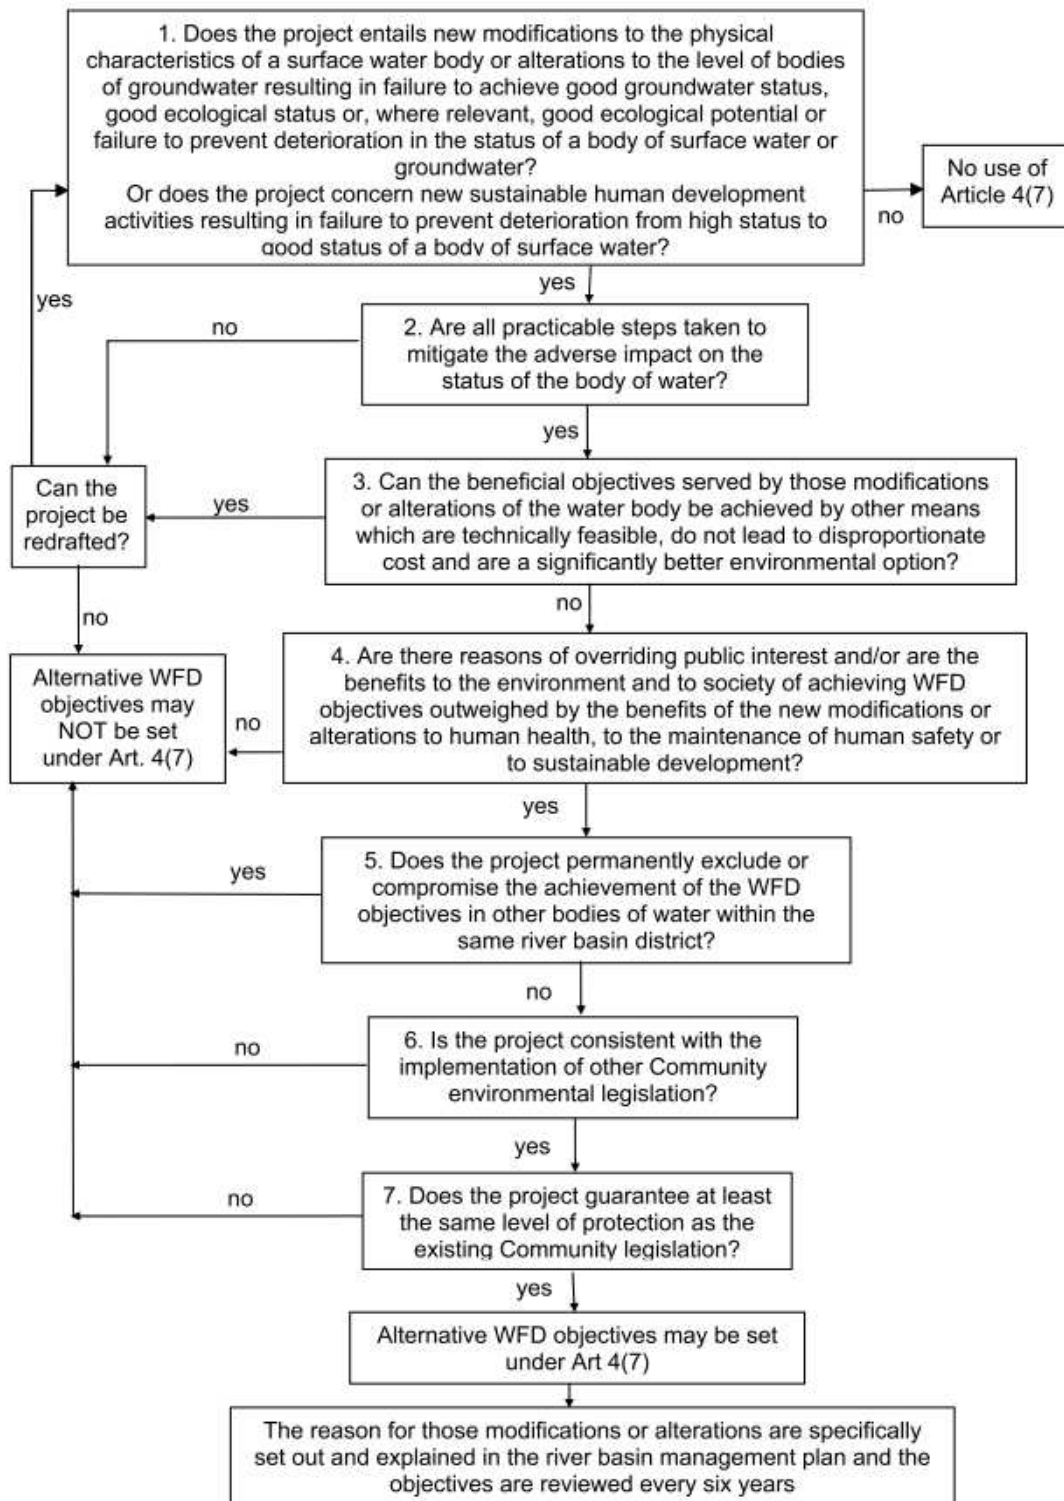 1. Does the project entails new modifications to the physical
characteristics of a surface water body or alterations to the level of bodies
of groundwater resulting in failure to achieve good groundwater status,
good ecological status or, where relevant, good ecological potential or
failure to prevent deterioration in the status of a body of surface water or
groundwater?
Or does the project concern new sustainable human development
activities resulting in failure to prevent deterioration from high status to
good status of a body of surface water?
no
No use of
Article 4(7)
yes
yes
2. Are all practicable steps taken to
mitigate the adverse impact on the
status of the body of water?
no
yes
3. Can the beneficial objectives served by those modifications
or alterations of the water body be achieved by other means
which are technically feasible, do not lead to disproportionate
cost and are a significantly better environmental option?
yes
Can the
project be
redrafted?
no
no
4. Are there reasons of overriding public interest and/or are the
benefits to the environment and to society of achieving WFD
objectives outweighed by the benefits of the new modifications or
alterations to human health, to the maintenance of human safety or
to sustainable development?
no
Alternative WFD
objectives may
NOT be set
under Art. 4(7)
yes
5. Does the project permanently exclude or
compromise the achievement of the WFD
objectives in other bodies of water within the
same river basin district?
yes
no
6. Is the project consistent with the
implementation of other Community
environmental legislation?
no
yes
7. Does the project guarantee at least
the same level of protection as the
existing Community legislation?
no
yes
Alternative WFD objectives may be set
under Art 4(7)
The reason for those modifications or alterations are specifically
set out and explained in the river basin management plan and the
objectives are reviewed every six years